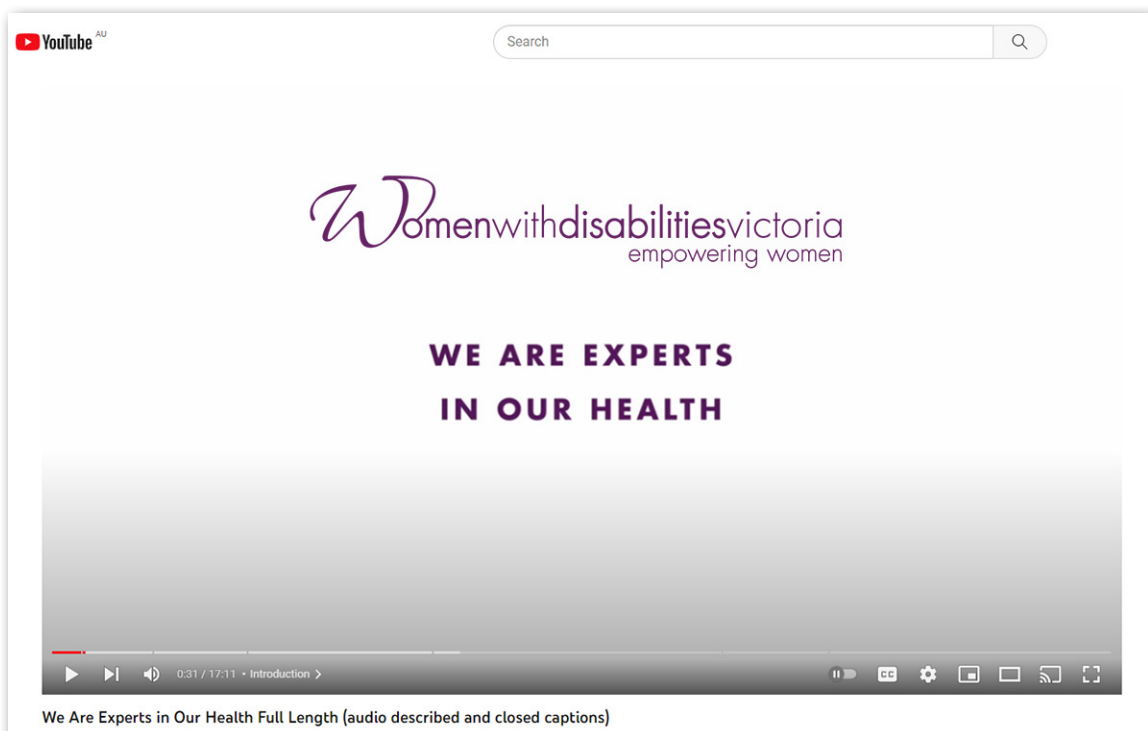 YouTube AU
Search
Womenwithdisabilitiesvictoria
empowering women
WE ARE EXPERTS
IN OUR HEALTH
0:31 / 17:11 • Introduction >
CC
We Are Experts in Our Health Full Length (audio described and closed captions)